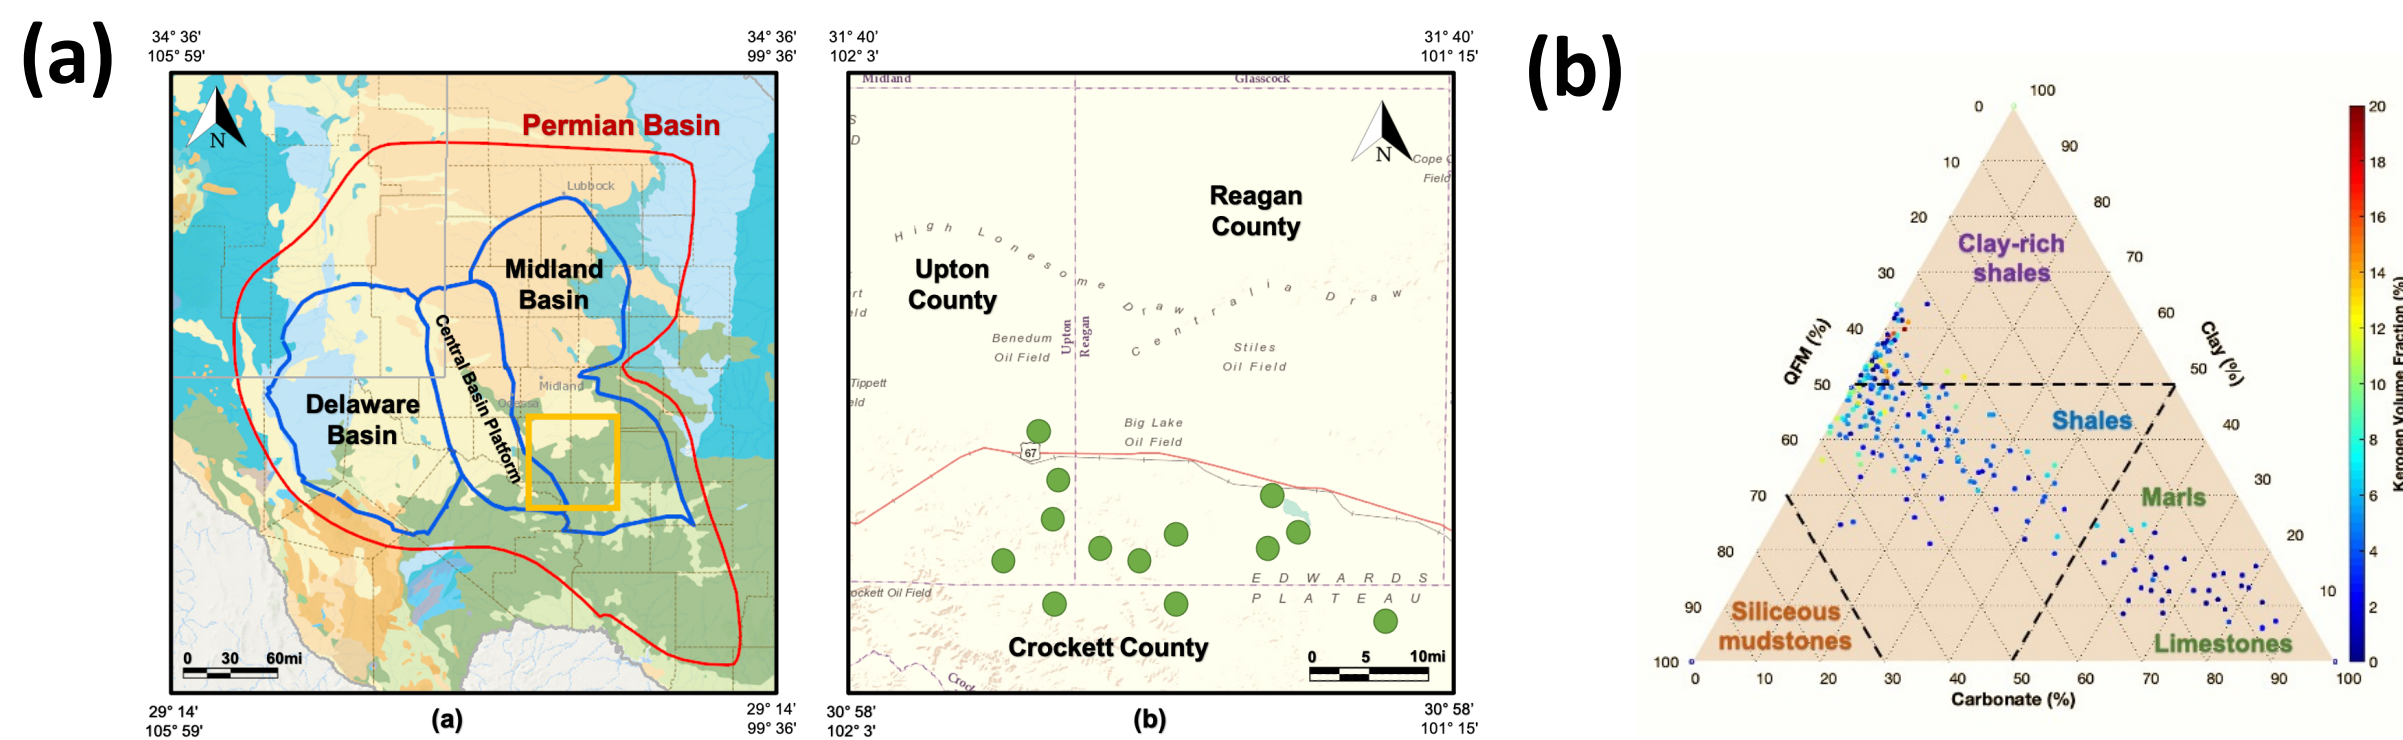 (a)
34° 36'
105° 59'
34° 36'
99° 36'
Permian Basin
N
Lubbock
Midland
Basin
Central Basin Platform
Midland
Odessa
Delaware
Basin
0 30 60mi
29° 14'
105° 59'
29° 14'
99° 36'
(a)
31° 40'
102° 3'
31° 40'
101° 15'
Midland
Glasscock
S
D
N
Cope
Field
Reagan
County
High Lonesome Draw
Upton
County
Centralia Draw
rt
eld
Upton
Reagan
Benedum
Oil Field
Stiles
Oil Field
Tippett
eld
Big Lake
Oil Field
67
EDWARDS
PLATEAU
ockett Oil Field
Crockett County
Croc
0 5 10mi
30° 58'
102° 3'
30° 58'
101° 15'
(b)
(b)
0
10
20
30
40
50
60
70
80
90
100
QFM (%)
100
90
80
70
60
50
40
30
20
10
0
Clay (%)
Clay-rich
shales
Shales
Marls
Siliceous
mudstones
Limestones
0 10 20 30 40 50 60 70 80 90 100
Carbonate (%)
20
18
16
14
12
10
8
6
4
2
0
Kerogen Volume Fraction (%)